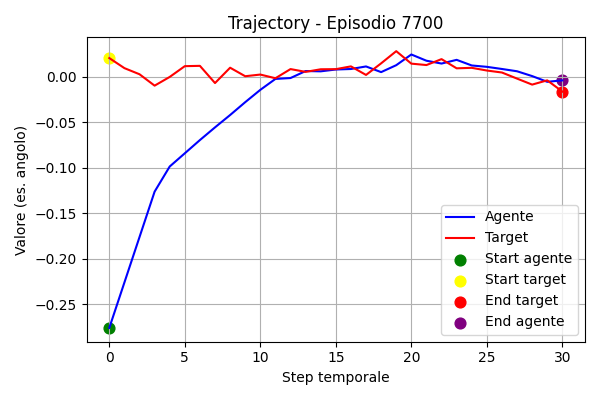 Trajectory - Episodio 7700
Valore (es. angolo)
0.00
−0.05
−0.10
−0.15
−0.20
−0.25
0 5 10 15 20 25 30
Step temporale
Agente
Target
Start agente
Start target
End target
End agente